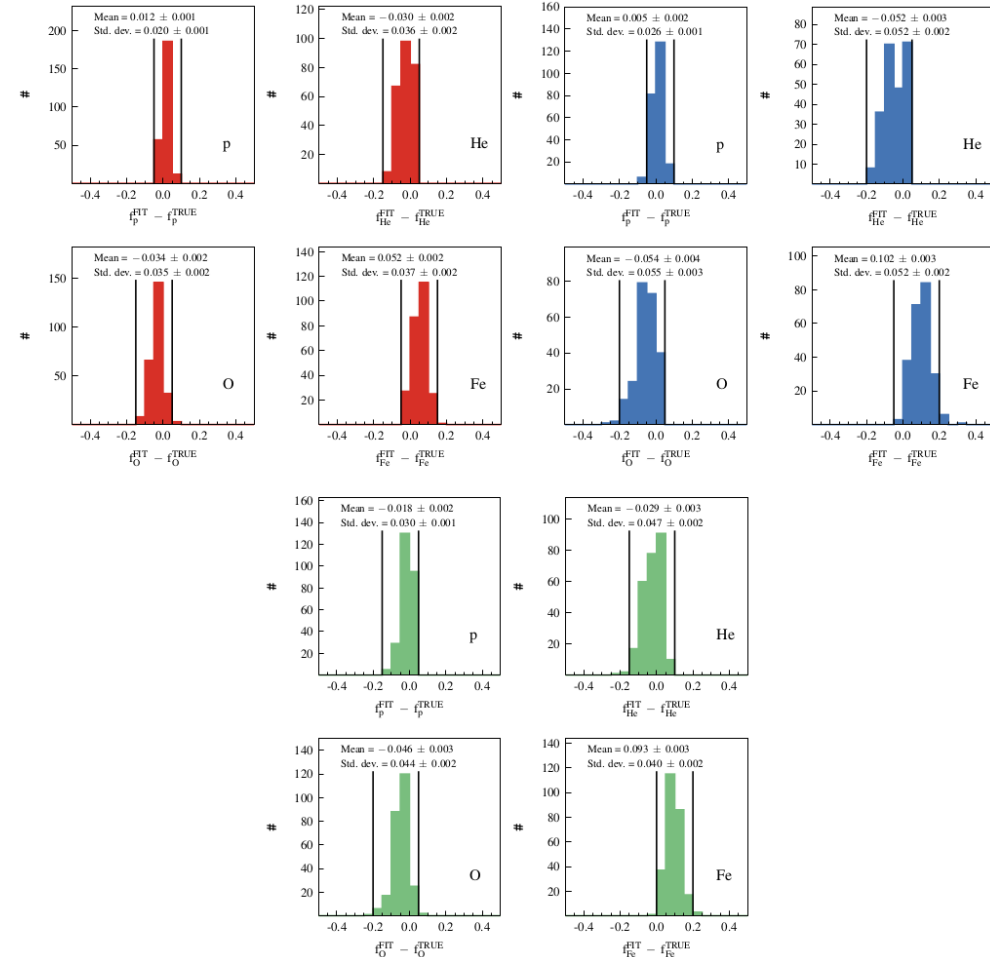 Mean = 0.012 ± 0.001
Std. dev. = 0.020 ± 0.001
200
150
100
50
#
p
-0.4 -0.2 0.0 0.2 0.4
f_p^FIT − f_p^TRUE
Mean = −0.030 ± 0.002
Std. dev. = 0.036 ± 0.002
120
100
80
60
40
20
#
He
-0.4 -0.2 0.0 0.2 0.4
f_He^FIT − f_He^TRUE
Mean = 0.005 ± 0.002
Std. dev. = 0.026 ± 0.001
160
140
120
100
80
60
40
20
#
p
-0.4 -0.2 0.0 0.2 0.4
f_p^FIT − f_p^TRUE
Mean = −0.052 ± 0.003
Std. dev. = 0.052 ± 0.002
80
70
60
50
40
30
20
10
#
He
-0.4 -0.2 0.0 0.2 0.4
f_He^FIT − f_He^TRUE
Mean = −0.034 ± 0.002
Std. dev. = 0.035 ± 0.002
150
100
50
#
O
-0.4 -0.2 0.0 0.2 0.4
f_O^FIT − f_O^TRUE
Mean = 0.052 ± 0.002
Std. dev. = 0.037 ± 0.002
140
120
100
80
60
40
20
#
Fe
-0.4 -0.2 0.0 0.2 0.4
f_Fe^FIT − f_Fe^TRUE
Mean = −0.054 ± 0.004
Std. dev. = 0.055 ± 0.003
80
60
40
20
#
O
-0.4 -0.2 0.0 0.2 0.4
f_O^FIT − f_O^TRUE
Mean = 0.102 ± 0.003
Std. dev. = 0.052 ± 0.002
100
80
60
40
20
#
Fe
-0.4 -0.2 0.0 0.2 0.4
f_Fe^FIT − f_Fe^TRUE
Mean = −0.018 ± 0.002
Std. dev. = 0.030 ± 0.001
160
140
120
100
80
60
40
20
#
p
-0.4 -0.2 0.0 0.2 0.4
f_p^FIT − f_p^TRUE
Mean = −0.029 ± 0.003
Std. dev. = 0.047 ± 0.002
100
80
60
40
20
#
He
-0.4 -0.2 0.0 0.2 0.4
f_He^FIT − f_He^TRUE
Mean = −0.046 ± 0.003
Std. dev. = 0.044 ± 0.002
140
120
100
80
60
40
20
#
O
-0.4 -0.2 0.0 0.2 0.4
f_O^FIT − f_O^TRUE
Mean = 0.093 ± 0.003
Std. dev. = 0.040 ± 0.002
140
120
100
80
60
40
20
#
Fe
-0.4 -0.2 0.0 0.2 0.4
f_Fe^FIT − f_Fe^TRUE